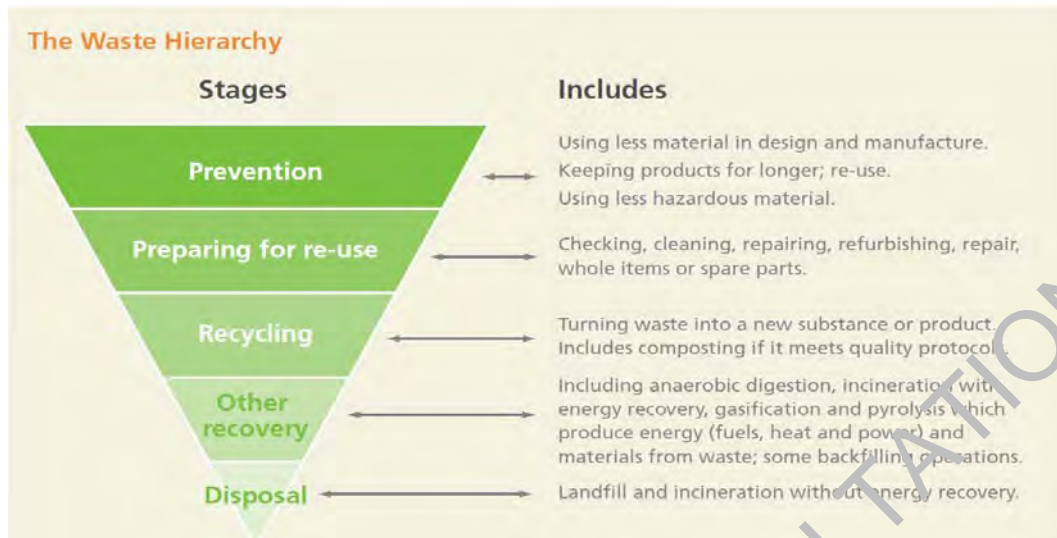 The Waste Hierarchy
Stages
Includes
Prevention
Using less material in design and manufacture.
Keeping products for longer; re-use.
Using less hazardous material.
Preparing for re-use
Checking, cleaning, repairing, refurbishing, repair,
whole items or spare parts.
Recycling
Turning waste into a new substance or product.
Includes composting if it meets quality protocols.
Other
recovery
Including anaerobic digestion, incineration with
energy recovery, gasification and pyrolysis which
produce energy (fuels, heat and power) and
materials from waste; some backfilling operations.
Disposal
Landfill and incineration without energy recovery.